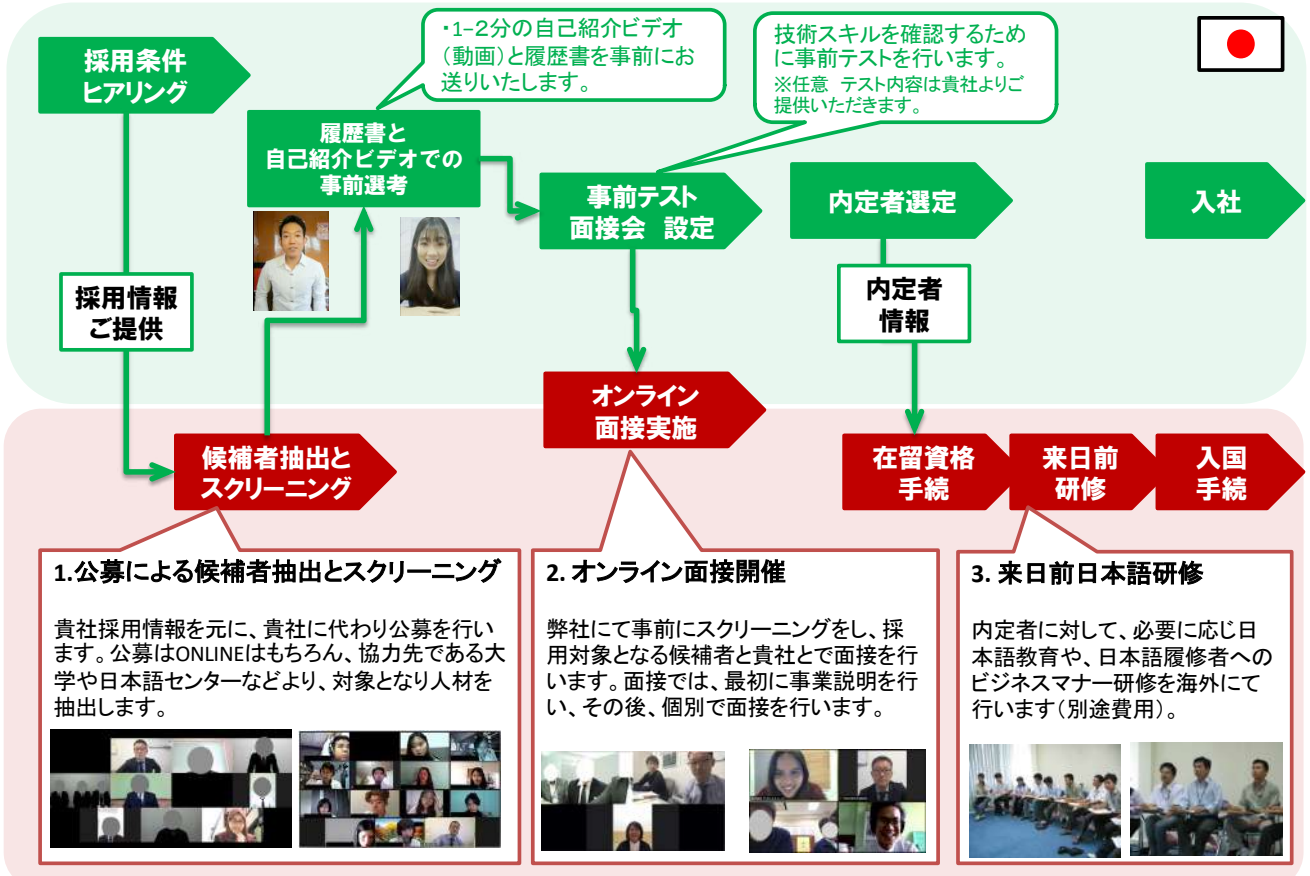 採用条件
ヒアリング
・1–2分の自己紹介ビデオ
（動画）と履歴書を事前にお
送りいたします。
技術スキルを確認するため
に事前テストを行います。
※任意　テスト内容は貴社よりご
提供いただきます。
履歴書と
自己紹介ビデオでの
事前選考
事前テスト
面接会　設定
内定者選定
入社
採用情報
ご提供
内定者
情報
オンライン
面接実施
候補者抽出と
スクリーニング
在留資格
手続
来日前
研修
入国
手続
1.公募による候補者抽出とスクリーニング
貴社採用情報を元に、貴社に代わり公募を行い
ます。公募はONLINEはもちろん、協力先である大
学や日本語センターなどより、対象となり人材を
抽出します。
2. オンライン面接開催
弊社にて事前にスクリーニングをし、採
用対象となる候補者と貴社とで面接を行
います。面接では、最初に事業説明を行
い、その後、個別で面接を行います。
3. 来日前日本語研修
内定者に対して、必要に応じ日
本語教育や、日本語履修者への
ビジネスマナー研修を海外にて
行います（別途費用）。